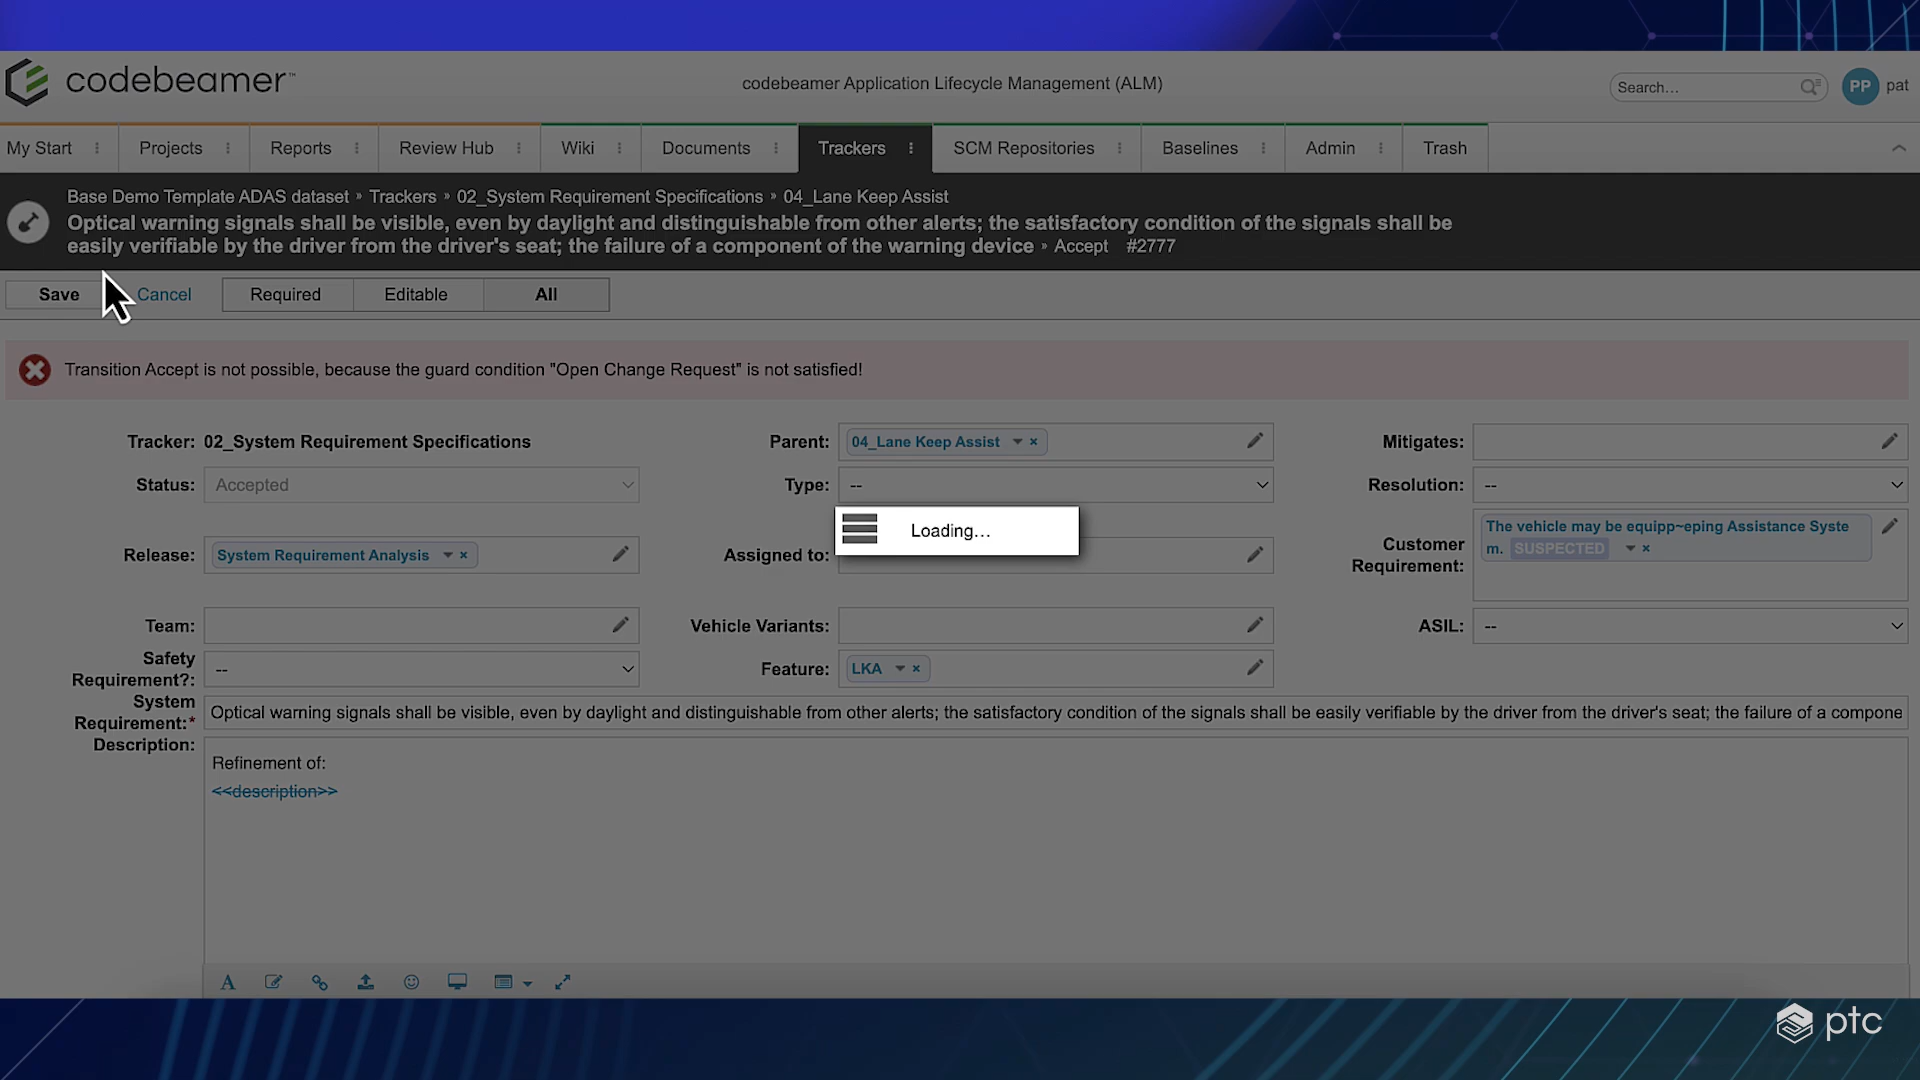 codebeamer™
codebeamer Application Lifecycle Management (ALM)
Search...
PP pat
My Start Projects Reports Review Hub Wiki Documents Trackers SCM Repositories Baselines Admin Trash
Base Demo Template ADAS dataset » Trackers » 02_System Requirement Specifications » 04_Lane Keep Assist
Optical warning signals shall be visible, even by daylight and distinguishable from other alerts; the satisfactory condition of the signals shall be
easily verifiable by the driver from the driver's seat; the failure of a component of the warning device » Accept #2777
Save Cancel Required Editable All
Transition Accept is not possible, because the guard condition "Open Change Request" is not satisfied!
Tracker: 02_System Requirement Specifications Parent: 04_Lane Keep Assist × Mitigates:
Status: Accepted Type: -- Resolution: --
Loading...
Release: System Requirement Analysis × Assigned to: Customer
Requirement: The vehicle may be equipp~eping Assistance Syste
m. SUSPECTED ×
Team: Vehicle Variants: ASIL: --
Safety
Requirement?: -- Feature: LKA ×
System
Requirement:* Optical warning signals shall be visible, even by daylight and distinguishable from other alerts; the satisfactory condition of the signals shall be easily verifiable by the driver from the driver's seat; the failure of a compone
Description:
Refinement of:
<<description>>
ptc